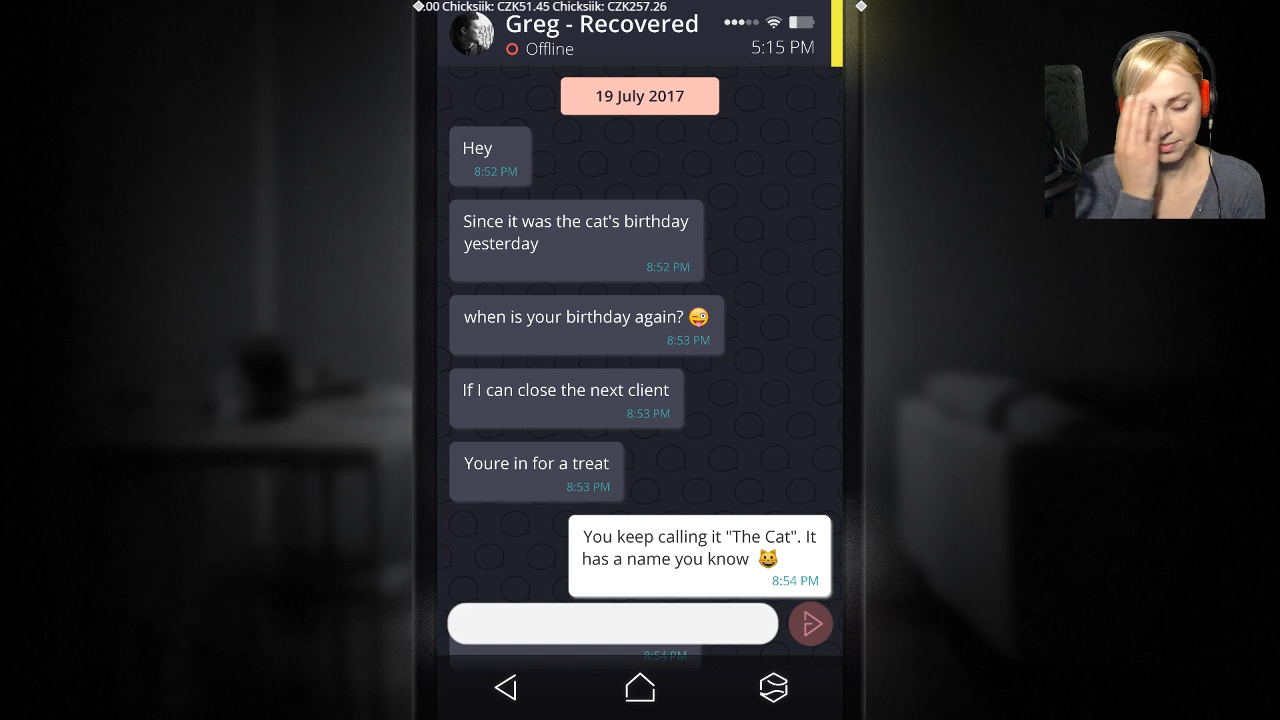 .00 Chicksiik: CZK51.45 Chicksiik: CZK257.26
Greg - Recovered
Offline
5:15 PM
19 July 2017
Hey
8:52 PM
Since it was the cat's birthday
yesterday
8:52 PM
when is your birthday again?😜
8:53 PM
If I can close the next client
8:53 PM
Youre in for a treat
8:53 PM
You keep calling it "The Cat". It
has a name you know 😺
8:54 PM
8:54 PM